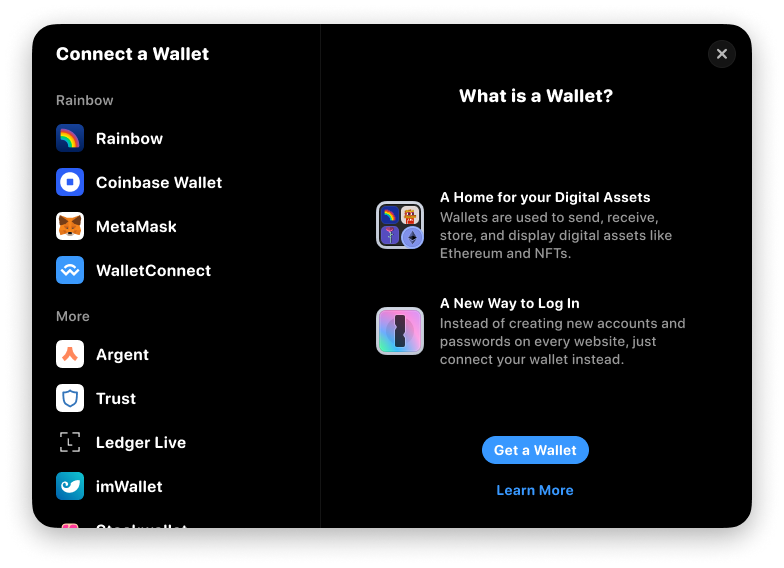 Connect a Wallet
Rainbow
Rainbow
Coinbase Wallet
MetaMask
WalletConnect
More
Argent
Trust
Ledger Live
imWallet
What is a Wallet?
A Home for your Digital Assets
Wallets are used to send, receive,
store, and display digital assets like
Ethereum and NFTs.
A New Way to Log In
Instead of creating new accounts and
passwords on every website, just
connect your wallet instead.
Get a Wallet
Learn More